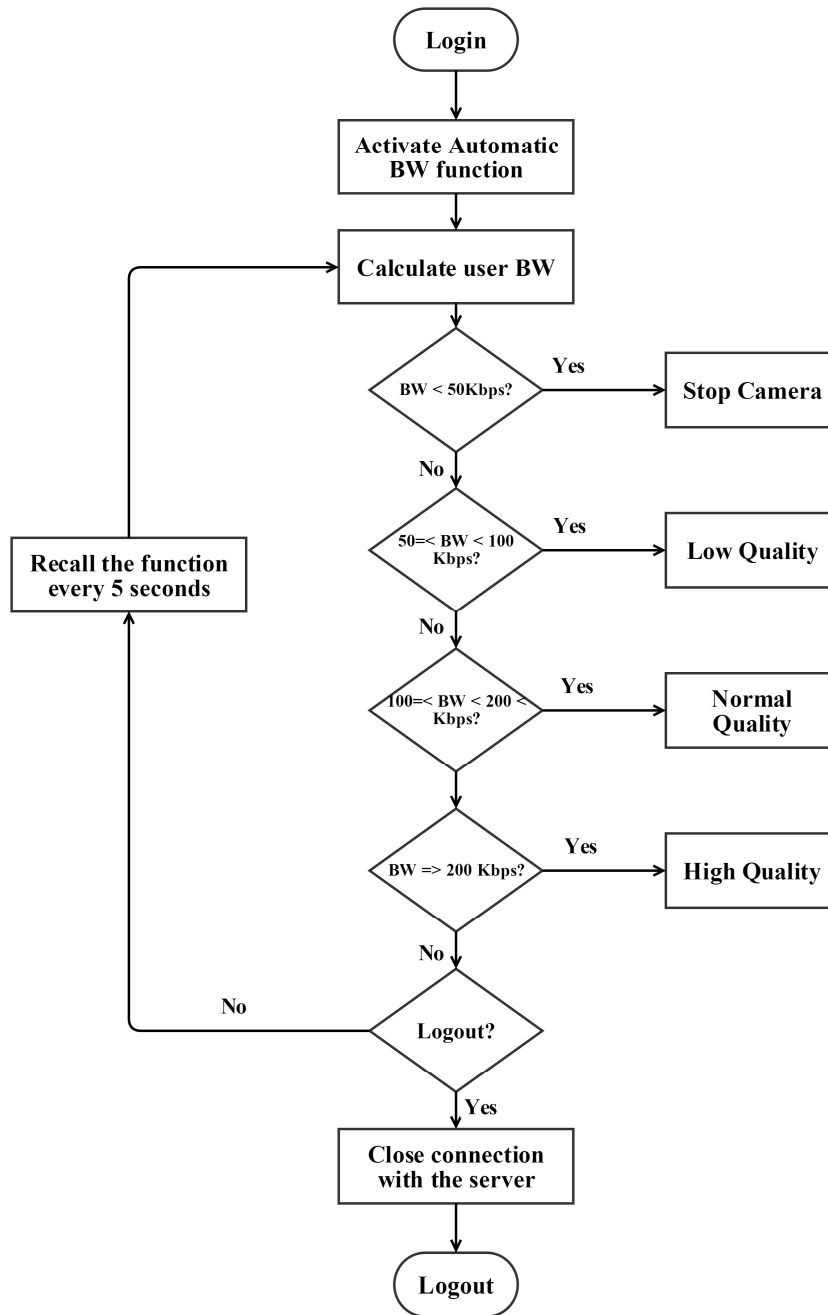 Login
Activate Automatic
BW function
Calculate user BW
BW < 50Kbps?
Yes
Stop Camera
No
50=< BW < 100
Kbps?
Yes
Low Quality
Recall the function
every 5 seconds
No
100=< BW < 200 <
Kbps?
Yes
Normal
Quality
BW => 200 Kbps?
Yes
High Quality
No
No
Logout?
Yes
Close connection
with the server
Logout